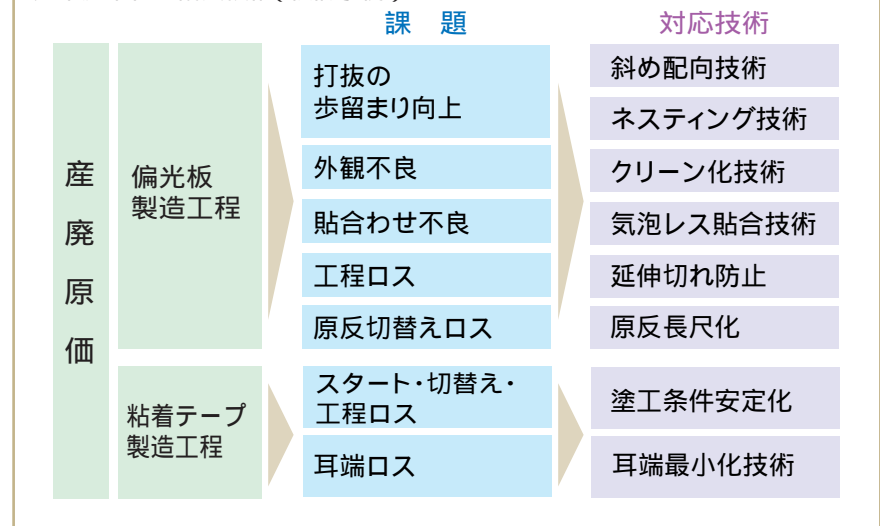 課 題
対応技術
産廃原価
偏光板
製造工程
打抜の
歩留まり向上
外観不良
貼合わせ不良
工程ロス
原反切替えロス
斜め配向技術
ネスティング技術
クリーン化技術
気泡レス貼合技術
延伸切れ防止
原反長尺化
粘着テープ
製造工程
スタート・切替え・
工程ロス
耳端ロス
塗工条件安定化
耳端最小化技術